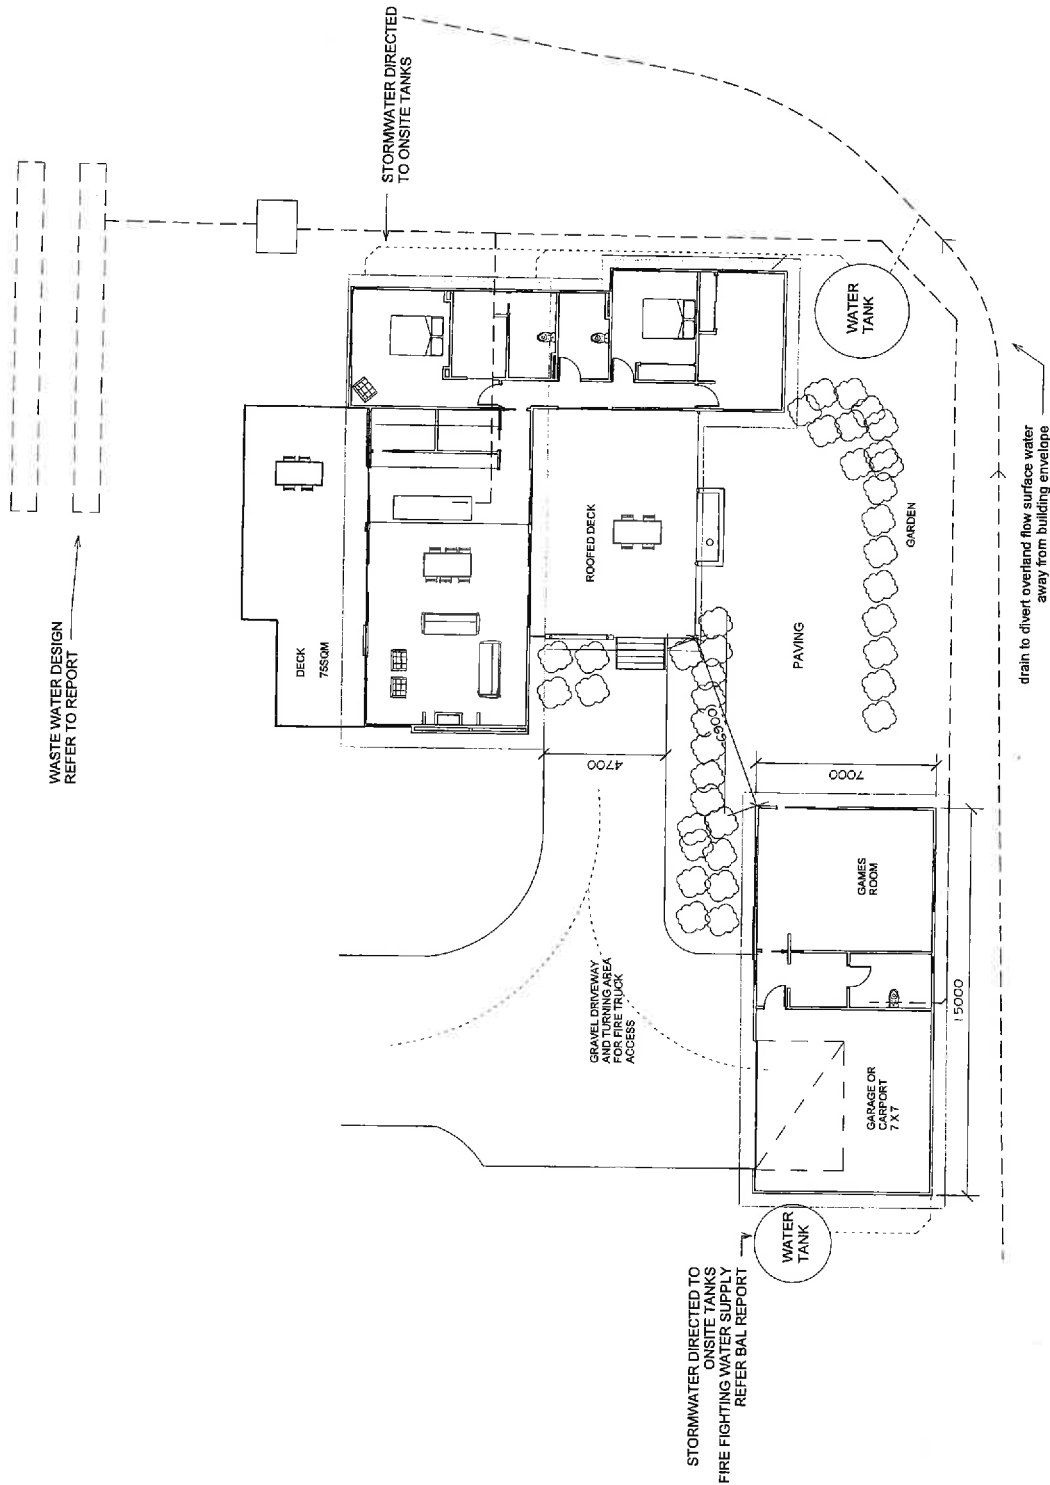 WASTE WATER DESIGN
REFER TO REPORT
STORMWATER DIRECTED
TO ONSITE TANKS
DECK
ROOFED DECK
4700
GRAVEL DRIVEWAY
AND TURNING AREA
FOR FIRE TRUCK
ACCESS
6900
PAVING
GARDEN
WATER
TANK
7000
GAMES
ROOM
GARAGE OR
CARPORT
7 X 7
15000
WATER
TANK
STORMWATER DIRECTED TO
ONSITE TANKS
FIRE FIGHTING WATER SUPPLY
REFER BAL REPORT
drain to divert overland flow surface water
away from building envelope